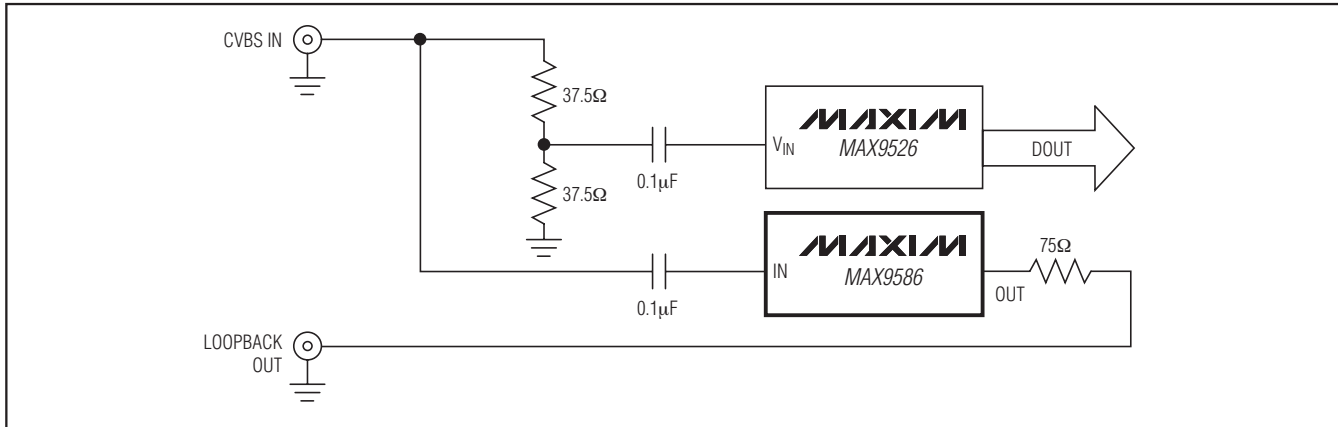 CVBS IN
37.5Ω
37.5Ω
0.1µF
VIN
MAXIM
MAX9526
DOUT
0.1µF
IN
MAXIM
MAX9586
OUT
75Ω
LOOPBACK
OUT